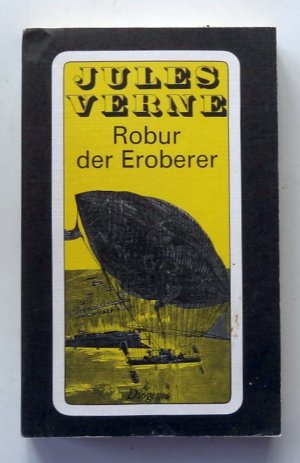 JULES
VERNE
Robur
der Eroberer
Diogenes